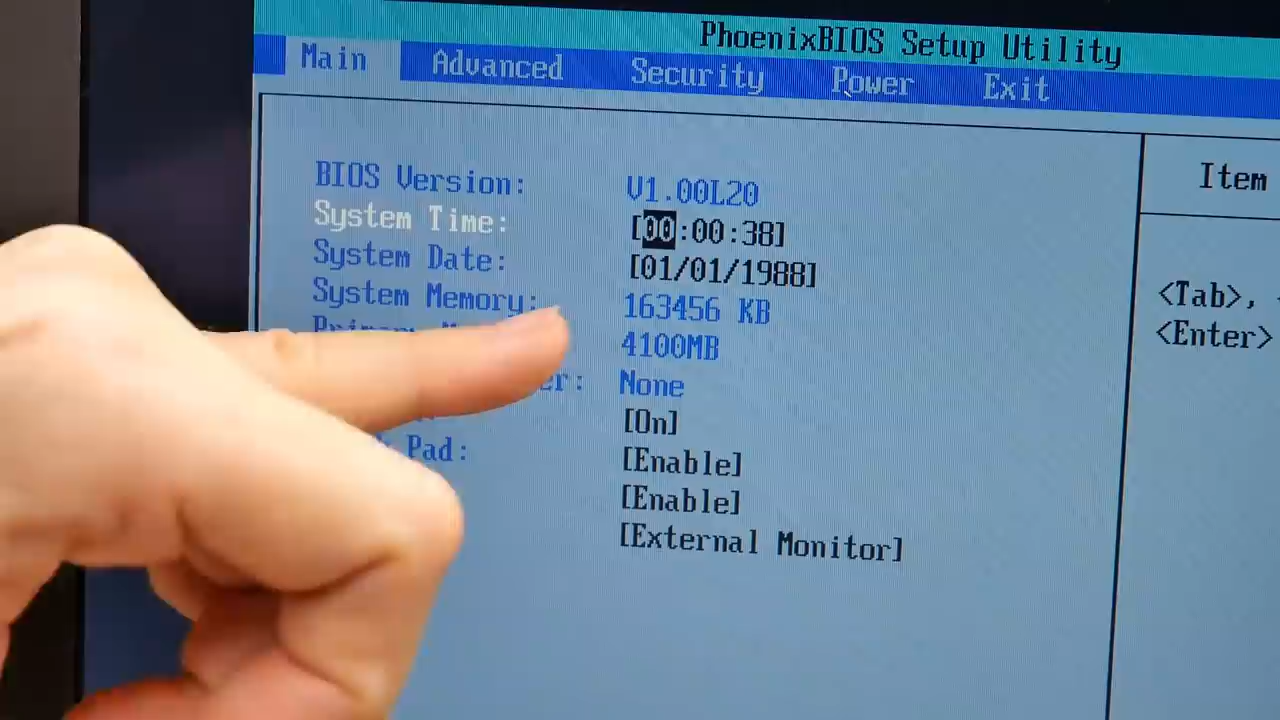 PhoenixBIOS Setup Utility
Main Advanced Security Power Exit
Item
BIOS Version: V1.00L20
System Time: [00:00:38]
System Date: [01/01/1988]
System Memory: 163456 KB
4100MB
None
[On]
Pad: [Enable]
[Enable]
[External Monitor]
<Tab>,
<Enter>